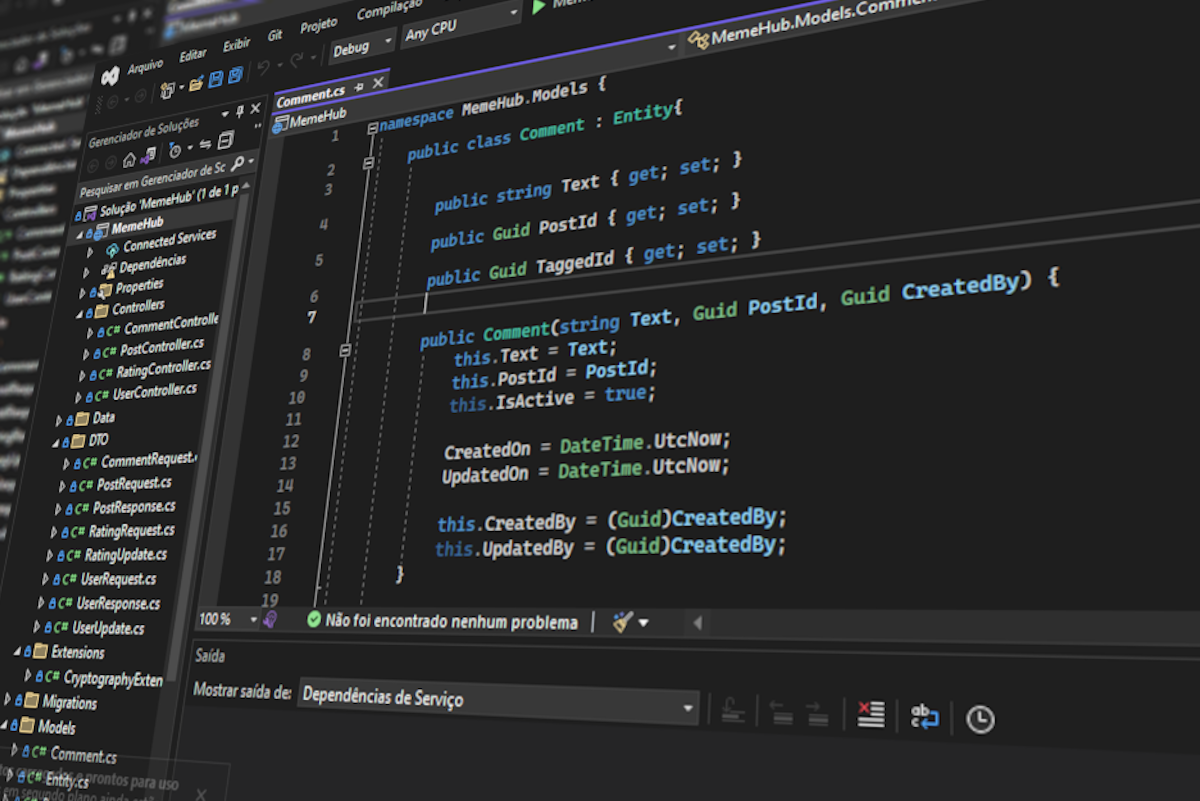 Arquivo Editar Exibir Git Projeto Compilação
Debug Any CPU
Comment.cs
MemeHub
MemeHub.Models.Comment
Gerenciador de Soluções
Pesquisar em Gerenciador de Sc
Solução 'MemeHub' (1 de 1 p
MemeHub
Connected Services
Dependências
Properties
Controllers
C# CommentControlle
C# PostController.cs
C# RatingController.cs
C# UserController.cs
Data
DTO
C# CommentRequest.
C# PostRequest.cs
C# PostResponse.cs
C# RatingRequest.cs
C# RatingUpdate.cs
C# UserRequest.cs
C# UserResponse.cs
C# UserUpdate.cs
Extensions
C# CryptographyExten
Migrations
Models
C# Comment.cs
C# Entity.cs
1 namespace MemeHub.Models {
2 public class Comment : Entity{
3
4 public string Text { get; set; }
5 public Guid PostId { get; set; }
6 public Guid TaggedId { get; set; }
7
8 public Comment(string Text, Guid PostId, Guid CreatedBy) {
9 this.Text = Text;
10 this.PostId = PostId;
11 this.IsActive = true;
12
13 CreatedOn = DateTime.UtcNow;
14 UpdatedOn = DateTime.UtcNow;
15
16 this.CreatedBy = (Guid)CreatedBy;
17 this.UpdatedBy = (Guid)CreatedBy;
18 }
19
100 % Não foi encontrado nenhum problema
Saída
Mostrar saída de: Dependências de Serviço
prontos para uso
em segundo plano ainda